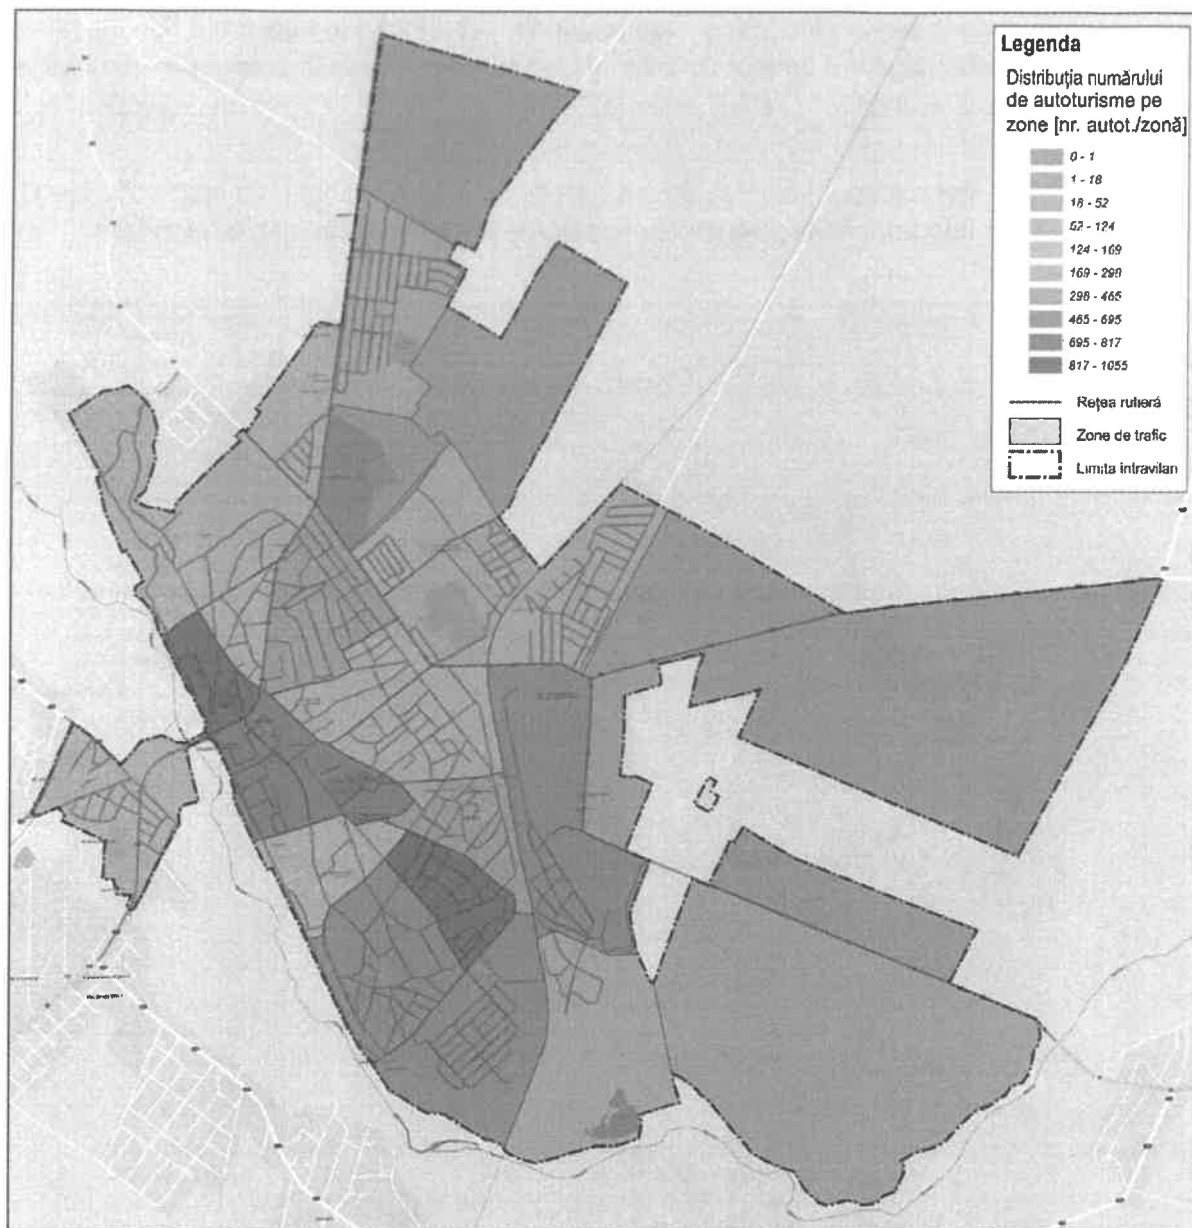 Legenda
Distribuția numărului
de autoturisme pe
zone [nr. autot./zonă]
0 - 1
1 - 18
18 - 52
52 - 124
124 - 169
169 - 298
298 - 465
465 - 695
695 - 817
817 - 1055
Rețea rutieră
Zone de trafic
Limita intravilan